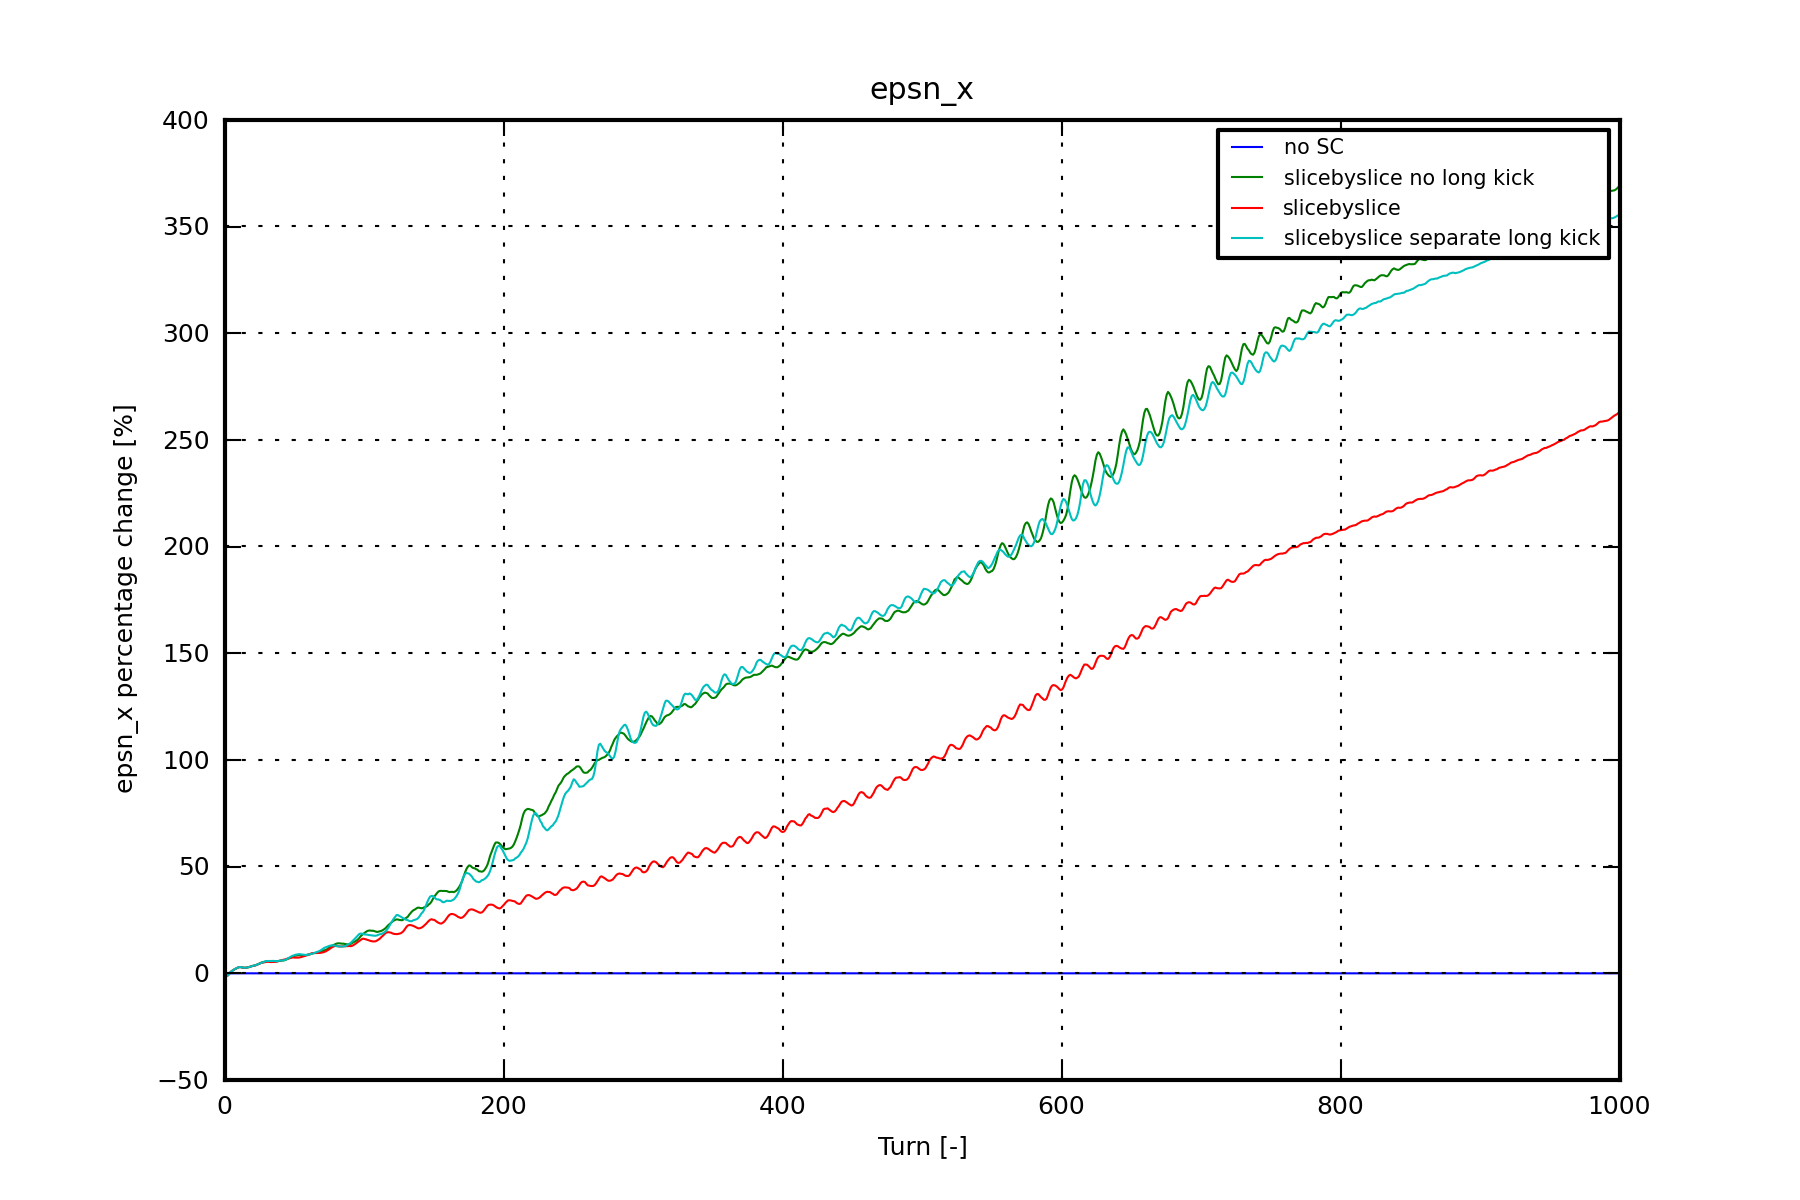 epsn_x
400
350
300
250
200
150
100
50
0
−50
epsn_x percentage change [%]
no SC
slicebyslice no long kick
slicebyslice
slicebyslice separate long kick
0 200 400 600 800 1000
Turn [-]